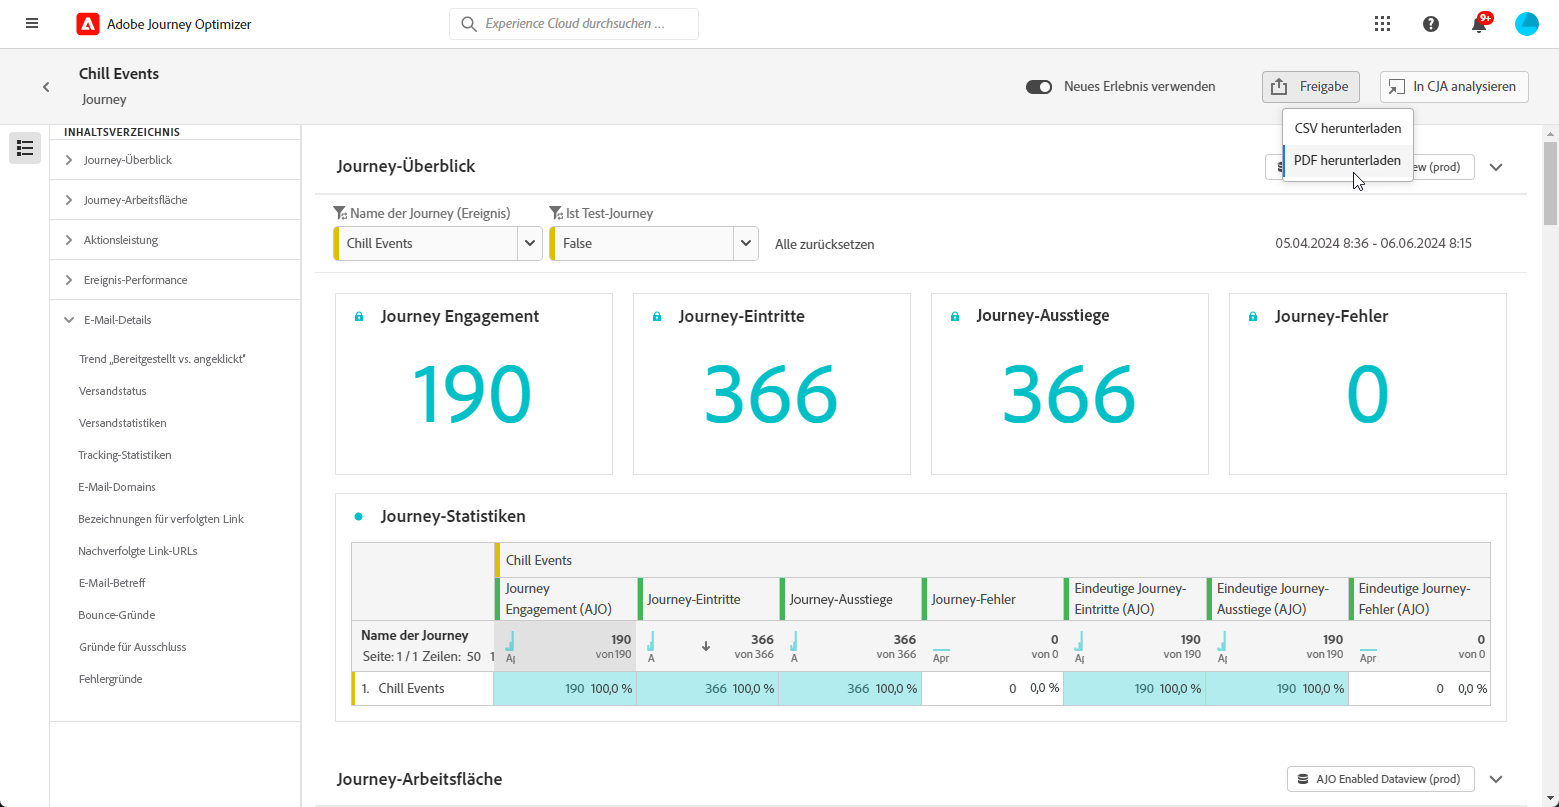 Adobe Journey Optimizer
Experience Cloud durchsuchen ...
9+
Chill Events
Journey
Neues Erlebnis verwenden
Freigabe
In CJA analysieren
CSV herunterladen
PDF herunterladen
INHALTSVERZEICHNIS
Journey-Überblick
Journey-Arbeitsfläche
Aktionsleistung
Ereignis-Performance
E-Mail-Details
Trend „Bereitgestellt vs. angeklickt“
Versandstatus
Versandstatistiken
Tracking-Statistiken
E-Mail-Domains
Bezeichnungen für verfolgten Link
Nachverfolgte Link-URLs
E-Mail-Betreff
Bounce-Gründe
Gründe für Ausschluss
Fehlergründe
Journey-Überblick
ew (prod)
Name der Journey (Ereignis)
Ist Test-Journey
Chill Events
False
Alle zurücksetzen
05.04.2024 8:36 - 06.06.2024 8:15
Journey Engagement
190
Journey-Eintritte
366
Journey-Ausstiege
366
Journey-Fehler
0
Journey-Statistiken
Chill Events
Journey
Engagement (AJO)
Journey-Eintritte
Journey-Ausstiege
Journey-Fehler
Eindeutige Journey-
Eintritte (AJO)
Eindeutige Journey-
Ausstiege (AJO)
Eindeutige Journey-
Fehler (AJO)
Name der Journey
Seite: 1 / 1 Zeilen: 50 1
190
von 190
A
366
von 366
A
366
von 366
Apr
0
von 0
190
von 190
190
von 190
Apr
0
von 0
1. Chill Events
190 100,0 %
366 100,0 %
366 100,0 %
0 0,0 %
190 100,0 %
190 100,0 %
0 0,0 %
Journey-Arbeitsfläche
AJO Enabled Dataview (prod)